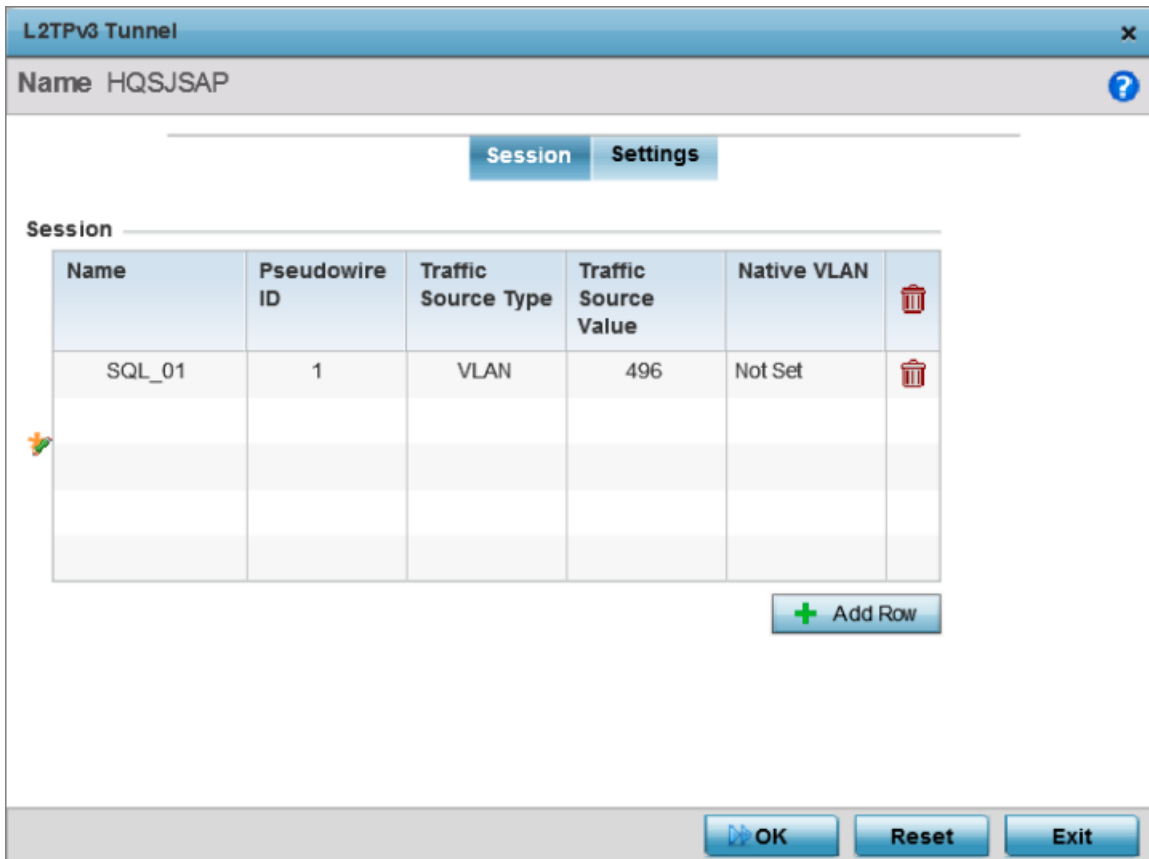 L2TPv3 Tunnel
Name HQSJSAP
?
Session Settings
Session
Name
Pseudowire ID
Traffic Source Type
Traffic Source Value
Native VLAN
SQL_01 1 VLAN 496 Not Set
Add Row
OK Reset Exit